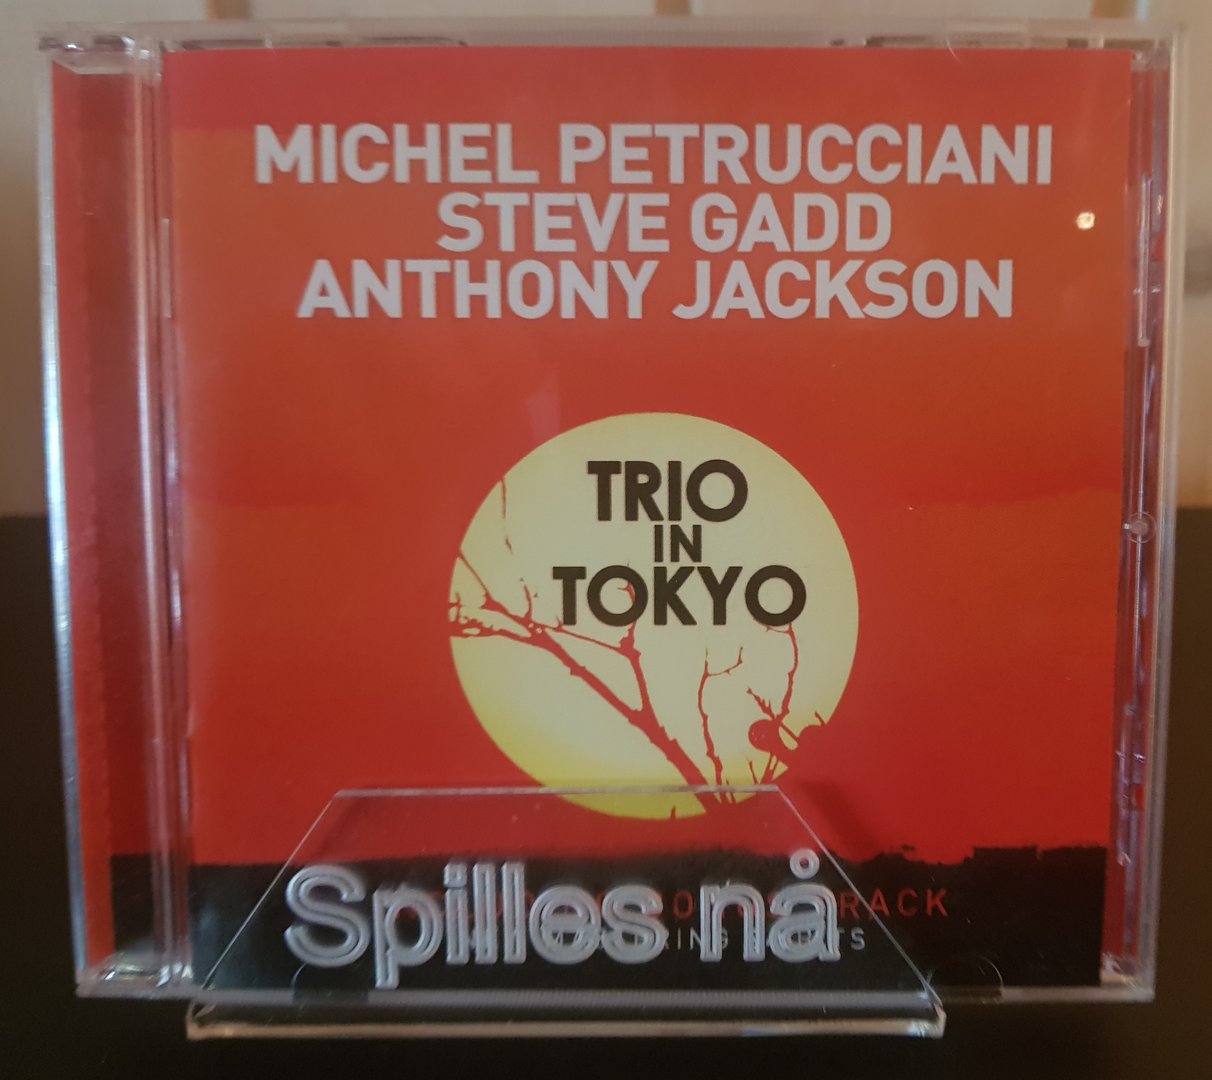 MICHEL PETRUCCIANI
STEVE GADD
ANTHONY JACKSON
TRIO
IN
TOKYO
Spilles nå